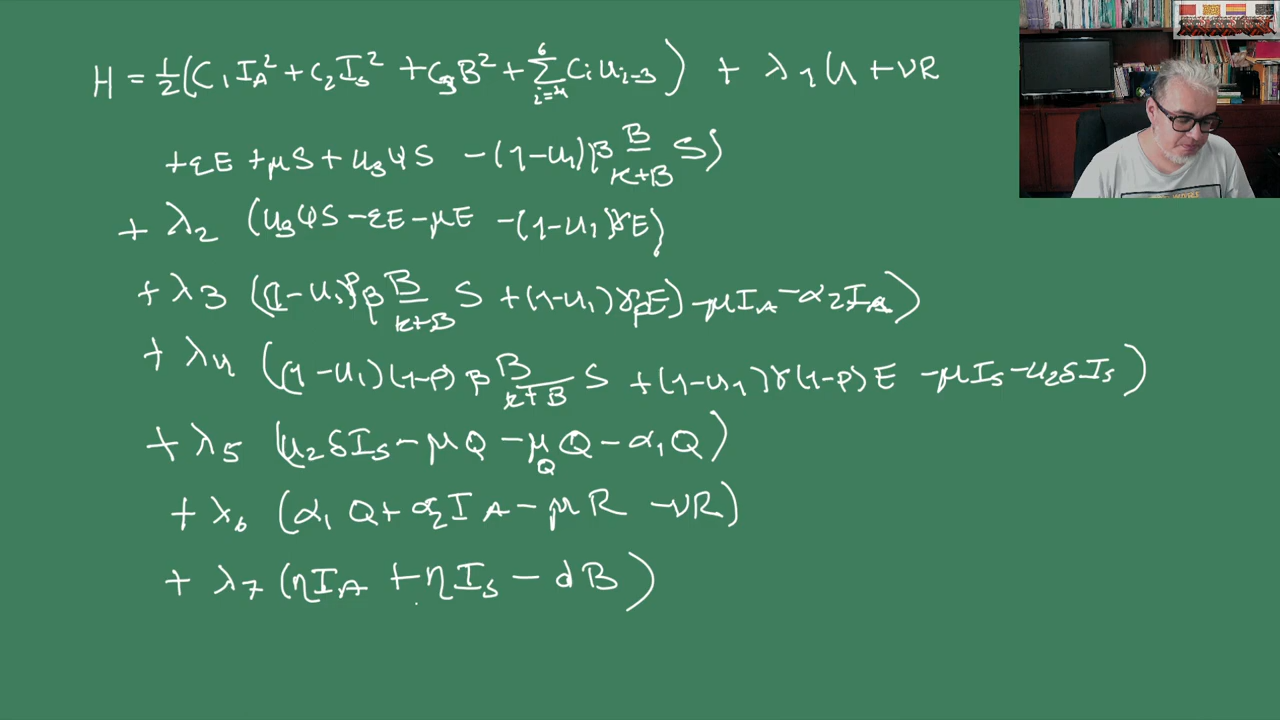 H = ½(C₁I_A² + C₂I_s² + C₃B² + Σ_{i=4}^{6} C_i u_{i-3}) + λ₁(Λ + νR
+ εE + μS + u₃ψS - (1-u₁)β B/(κ+B) S)
+ λ₂ (u₃ψS - εE - μE - (1-u₁)γE)
+ λ₃ ((1-u₁)ρβ B/(κ+B) S + (1-u₁)γρE) - μI_A - α₂I_A)
+ λ₄ ((1-u₁)(1-ρ)β B/(κ+B) S + (1-u₁)γ(1-ρ)E - μI_s - u₂δI_s)
+ λ₅ (u₂δI_s - μQ - μ_Q Q - α₁Q)
+ λ₆ (α₁Q + α₂I_A - μR - νR)
+ λ₇ (ηI_A + ηI_s - dB)